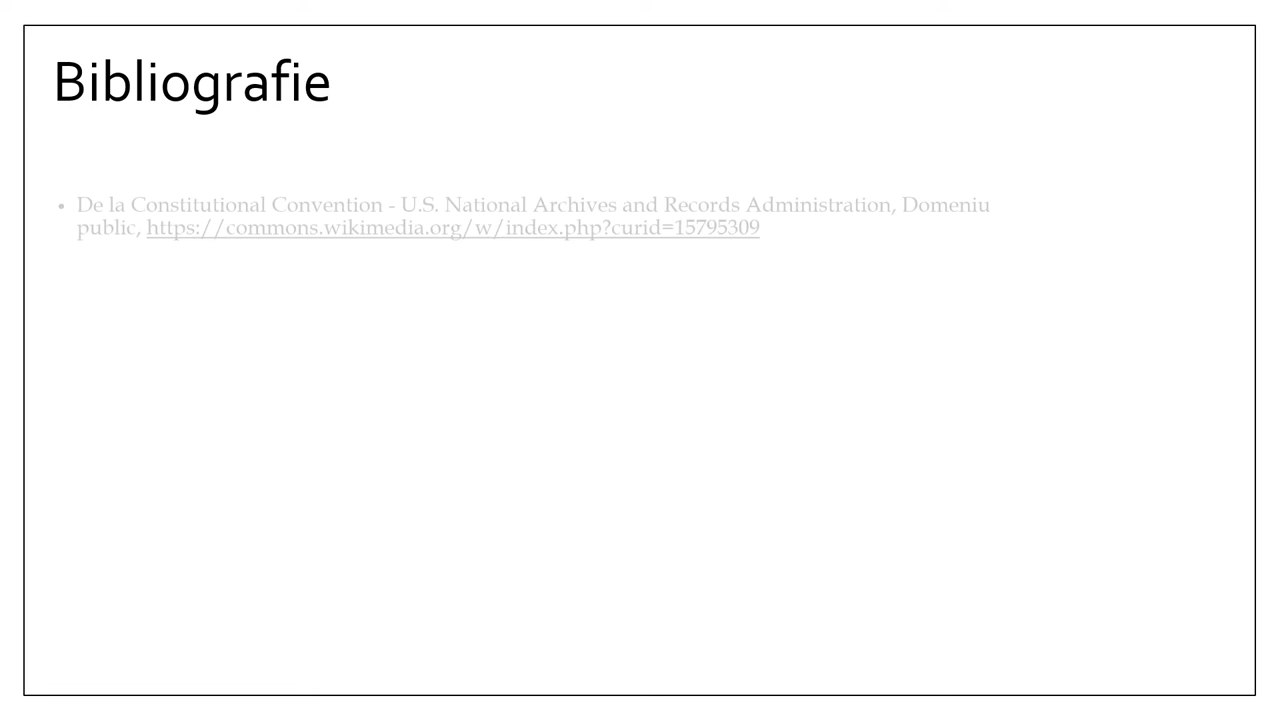 Bibliografie
• De la Constitutional Convention - U.S. National Archives and Records Administration, Domeniu
public, https://commons.wikimedia.org/w/index.php?curid=15795309